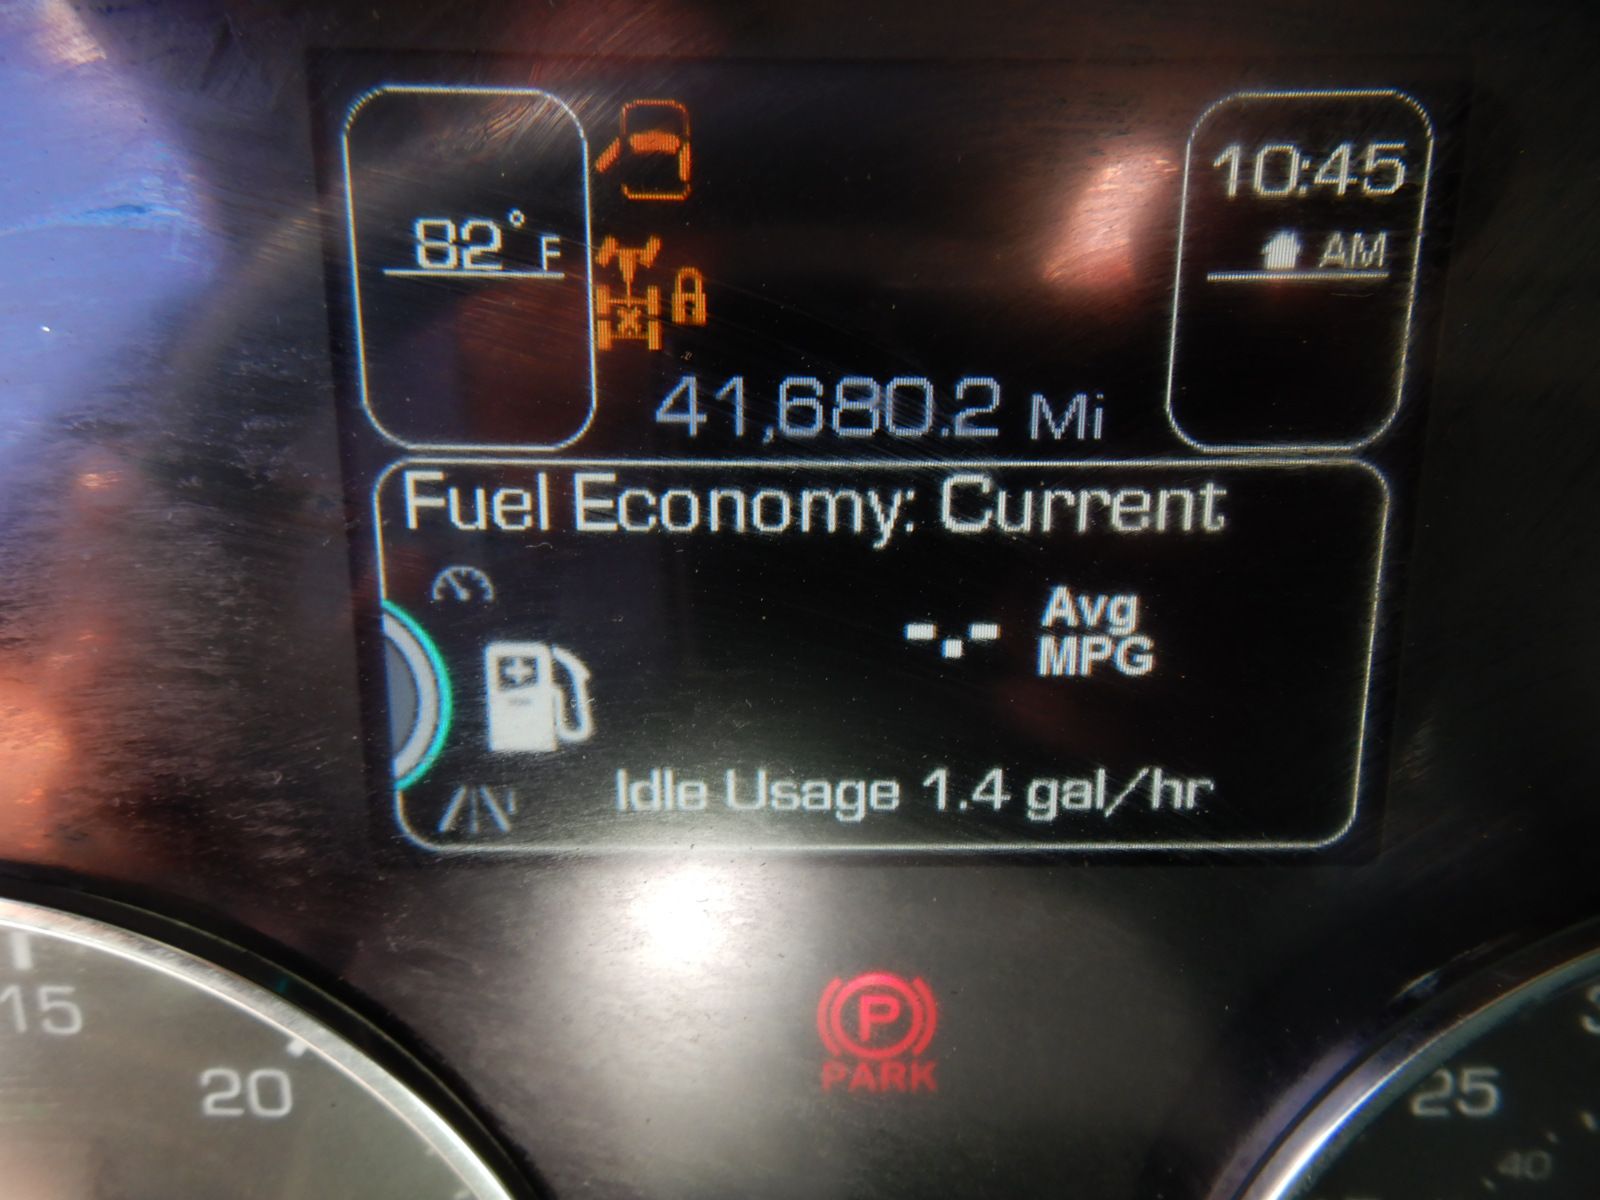 82°F
10:45
AM
41,680.2 Mi
Fuel Economy: Current
-.- Avg
MPG
Idle Usage 1.4 gal/hr
P
PARK
15
20
25
40